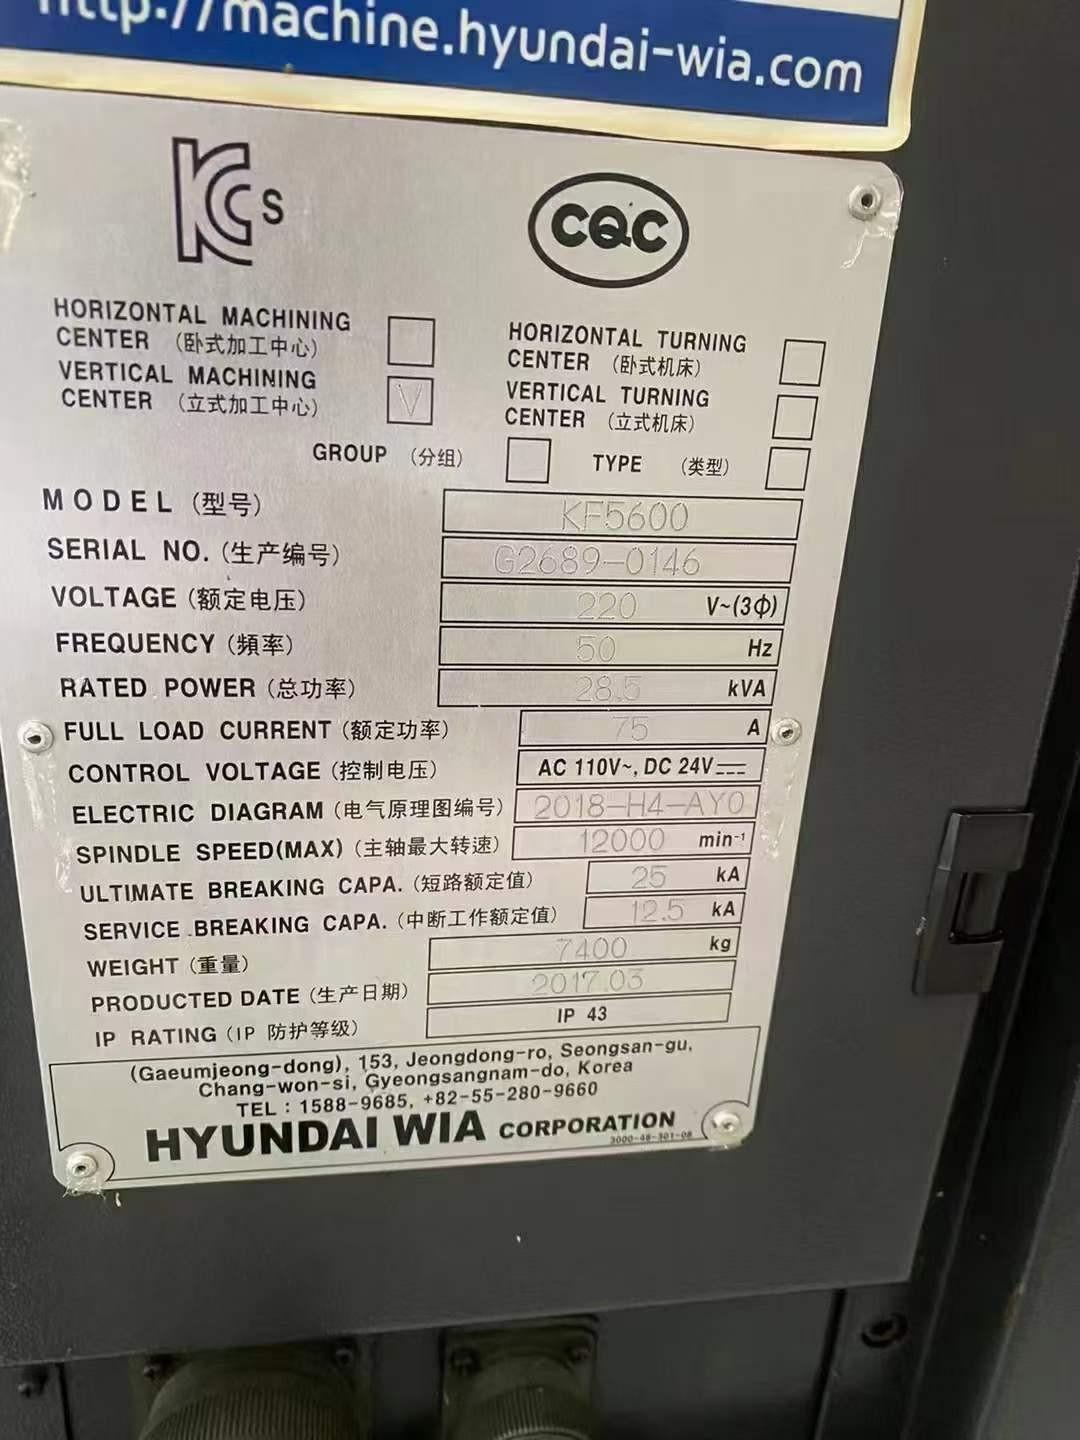 http://machine.hyundai-wia.com
KCs
CQC
HORIZONTAL MACHINING
CENTER (卧式加工中心)
VERTICAL MACHINING
CENTER (立式加工中心) V
HORIZONTAL TURNING
CENTER (卧式机床)
VERTICAL TURNING
CENTER (立式机床)
GROUP (分组) TYPE (类型)
MODEL (型号) KF5600
SERIAL NO. (生产编号) G2689-0146
VOLTAGE (额定电压) 220 V~(3Φ)
FREQUENCY (頻率) 50 Hz
RATED POWER (总功率) 28.5 kVA
FULL LOAD CURRENT (额定功率) 75 A
CONTROL VOLTAGE (控制电压) AC 110V~, DC 24V⎓
ELECTRIC DIAGRAM (电气原理图编号) 2018-H4-AY0
SPINDLE SPEED(MAX) (主轴最大转速) 12000 min⁻¹
ULTIMATE BREAKING CAPA. (短路额定值) 25 kA
SERVICE BREAKING CAPA. (中断工作额定值) 12.5 kA
WEIGHT (重量) 7400 kg
PRODUCTED DATE (生产日期) 2017.03
IP RATING (IP 防护等级) IP 43
(Gaeumjeong-dong), 153, Jeongdong-ro, Seongsan-gu,
Chang-won-si, Gyeongsangnam-do, Korea
TEL : 1588-9685, +82-55-280-9660
HYUNDAI WIA CORPORATION
3000-48-301-08